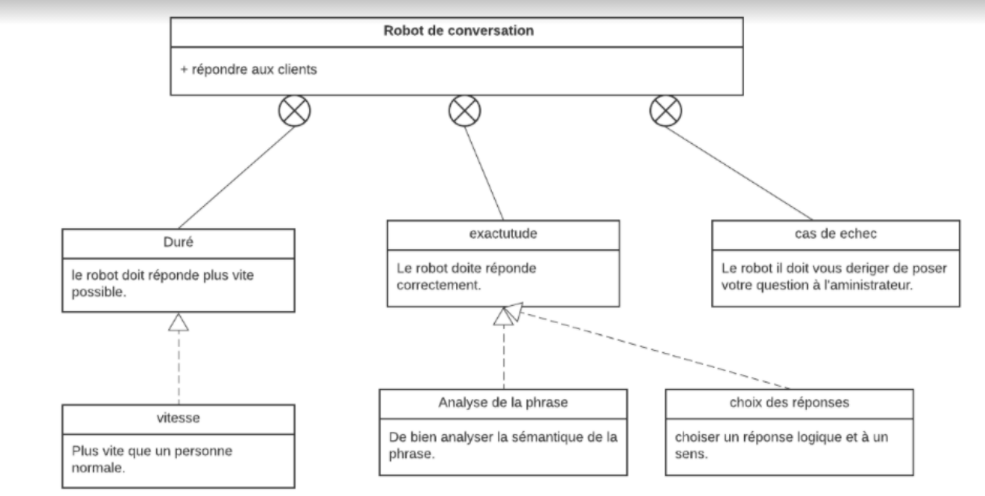 Robot de conversation
+ répondre aux clients
Duré
le robot doit réponde plus vite
possible.
exactutude
Le robot doite réponde
correctement.
cas de echec
Le robot il doit vous deriger de poser
votre question à l'aministrateur.
vitesse
Plus vite que un personne
normale.
Analyse de la phrase
De bien analyser la sémantique de la
phrase.
choix des réponses
choiser un réponse logique et à un
sens.